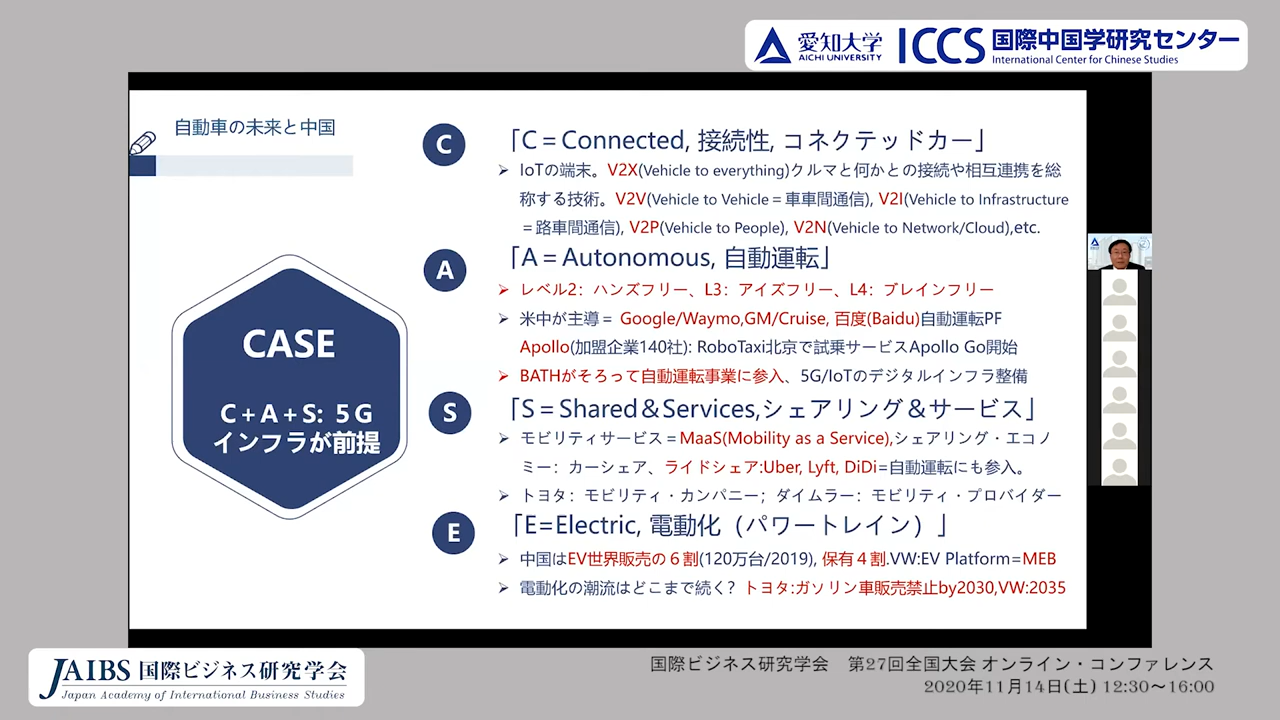 愛知大学
AICHI UNIVERSITY
ICCS 国際中国学研究センター
International Center for Chinese Studies
自動車の未来と中国
CASE
C+A+S: 5G
インフラが前提
C
「C=Connected, 接続性, コネクテッドカー」
➢ IoTの端末。V2X(Vehicle to everything)クルマと何かとの接続や相互連携を総
称する技術。V2V(Vehicle to Vehicle=車車間通信), V2I(Vehicle to Infrastructure
=路車間通信), V2P(Vehicle to People), V2N(Vehicle to Network/Cloud),etc.
A
「A=Autonomous, 自動運転」
➢ レベル2：ハンズフリー、L3：アイズフリー、L4：ブレインフリー
➢ 米中が主導= Google/Waymo,GM/Cruise, 百度(Baidu)自動運転PF
Apollo(加盟企業140社): RoboTaxi北京で試乗サービスApollo Go開始
➢ BATHがそろって自動運転事業に参入、5G/IoTのデジタルインフラ整備
S
「S=Shared＆Services,シェアリング＆サービス」
➢ モビリティサービス=MaaS(Mobility as a Service),シェアリング・エコノ
ミー：カーシェア、ライドシェア:Uber, Lyft, DiDi=自動運転にも参入。
➢ トヨタ：モビリティ・カンパニー；ダイムラー：モビリティ・プロバイダー
E
「E=Electric, 電動化（パワートレイン）」
➢ 中国はEV世界販売の６割(120万台/2019), 保有４割.VW:EV Platform=MEB
➢ 電動化の潮流はどこまで続く？トヨタ:ガソリン車販売禁止by2030,VW:2035
JAIBS 国際ビジネス研究学会
Japan Academy of International Business Studies
国際ビジネス研究学会　第27回全国大会 オンライン・コンファレンス
2020年11月14日(土) 12:30～16:00